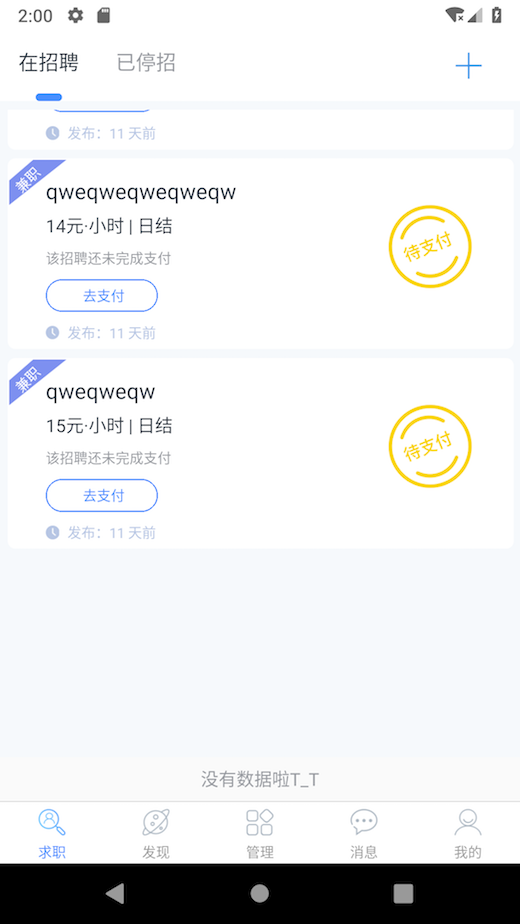 2:00
在招聘 已停招
发布：11 天前
兼职
qweqweqweqweqw
14元·小时 | 日结
待支付
该招聘还未完成支付
去支付
发布：11 天前
兼职
qweqweqw
15元·小时 | 日结
待支付
该招聘还未完成支付
去支付
发布：11 天前
没有数据啦T_T
求职 发现 管理 消息 我的